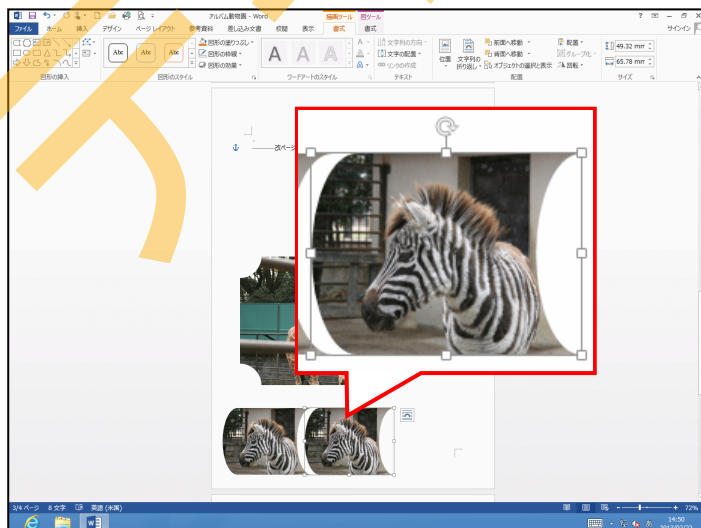 アルバム動物園 - Word
描画ツール 図ツール
サインイン
ファイル ホーム 挿入 デザイン ページ レイアウト 参考資料 差し込み文書 校閲 表示 書式 書式
Abc Abc Abc
図形の塗りつぶし
図形の枠線
図形の効果
A A A
文字列の方向
文字の配置
リンクの作成
位置 文字列の折り返し
前面へ移動
背面へ移動
オブジェクトの選択と表示
配置
グループ化
回転
49.32 mm
65.78 mm
図形の挿入 図形のスタイル ワードアートのスタイル テキスト 配置 サイズ
改ページ
3/4 ページ 8 文字 英語 (米国) 72%
あ 14:50